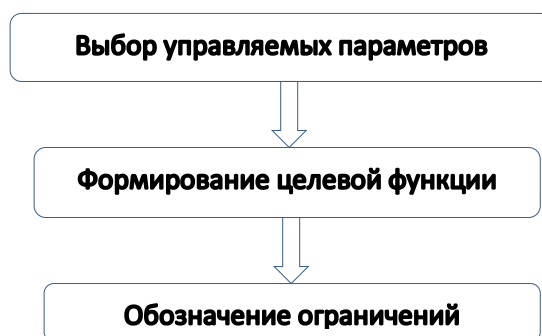 Выбор управляемых параметров
Формирование целевой функции
Обозначение ограничений